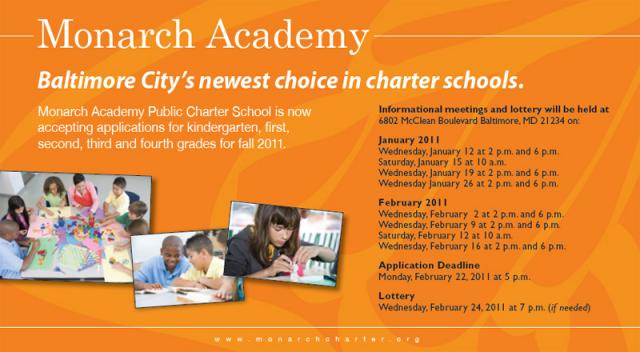 Monarch Academy
Baltimore City's newest choice in charter schools.
Monarch Academy Public Charter School is now
accepting applications for kindergarten, first,
second, third and fourth grades for fall 2011.
Informational meetings and lottery will be held at
6802 McClean Boulevard Baltimore, MD 21234 on:
January 2011
Wednesday, January 12 at 2 p.m. and 6 p.m.
Saturday, January 15 at 10 a.m.
Wednesday, January 19 at 2 p.m. and 6 p.m.
Wednesday January 26 at 2 p.m. and 6 p.m.
February 2011
Wednesday, February 2 at 2 p.m. and 6 p.m.
Wednesday, February 9 at 2 p.m. and 6 p.m.
Saturday, February 12 at 10 a.m.
Wednesday, February 16 at 2 p.m. and 6 p.m.
Application Deadline
Monday, February 22, 2011 at 5 p.m.
Lottery
Wednesday, February 24, 2011 at 7 p.m. (if needed)
www.monarchcharter.org